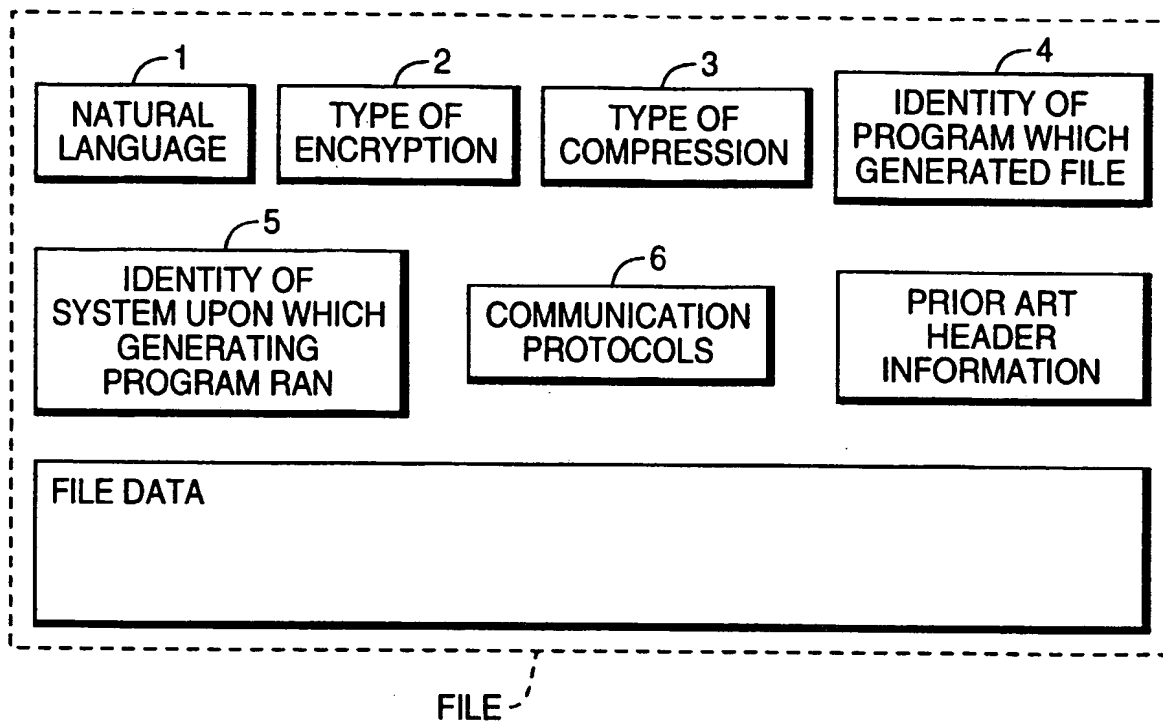 1
NATURAL
LANGUAGE
2
TYPE OF
ENCRYPTION
3
TYPE OF
COMPRESSION
4
IDENTITY OF
PROGRAM WHICH
GENERATED FILE
5
IDENTITY OF
SYSTEM UPON WHICH
GENERATING
PROGRAM RAN
6
COMMUNICATION
PROTOCOLS
PRIOR ART
HEADER
INFORMATION
FILE DATA
FILE